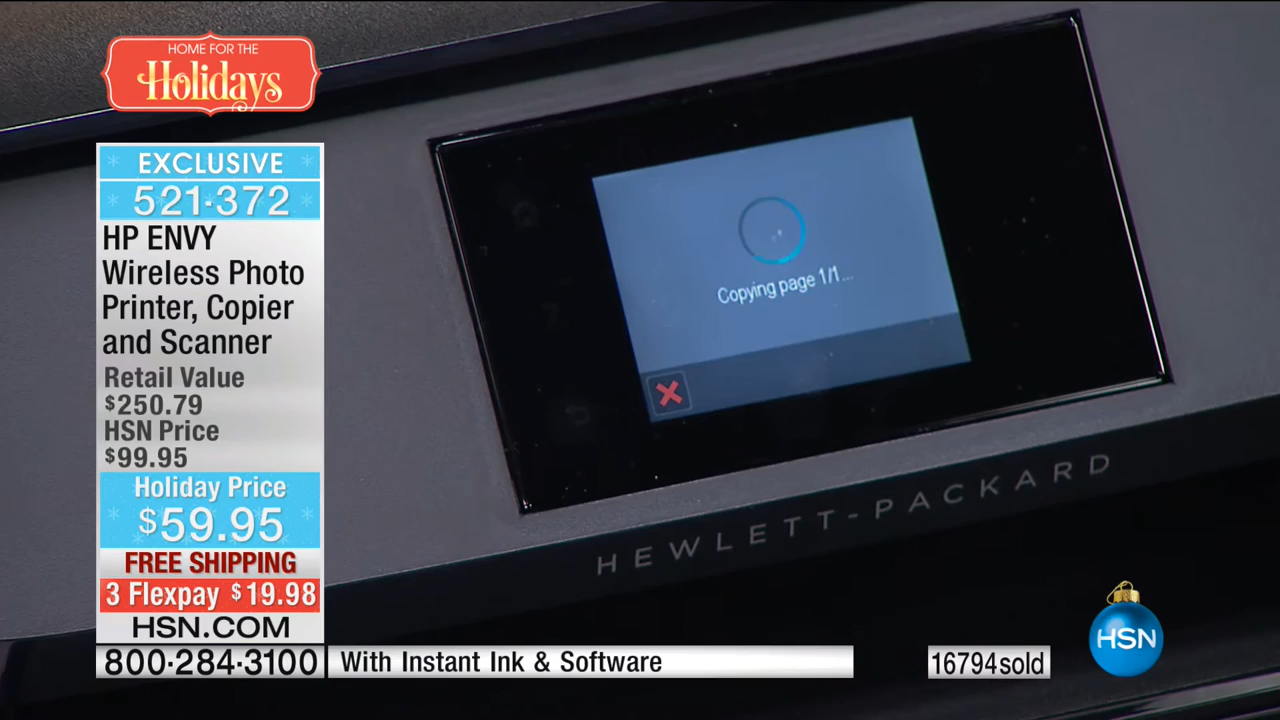 HOME FOR THE
Holidays
EXCLUSIVE
521·372
HP ENVY
Wireless Photo
Printer, Copier
and Scanner
Retail Value
$250.79
HSN Price
$99.95
Holiday Price
$59.95
FREE SHIPPING
3 Flexpay $19.98
HSN.COM
800·284·3100
With Instant Ink & Software
16794sold
HSN
Copying page 1/1...
HEWLETT-PACKARD